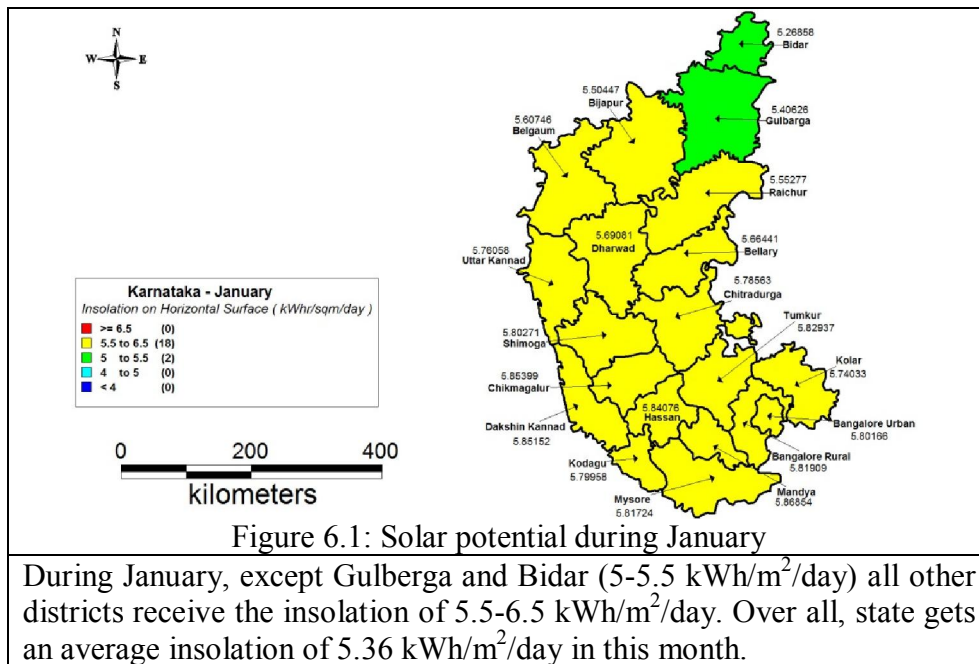 N
W E
S
5.26858
Bidar
5.50447
Bijapur
5.40626
Gulbarga
5.60746
Belgaum
5.55277
Raichur
5.69081
Dharwad
5.66441
Bellary
5.76058
Uttar Kannad
5.78563
Chitradurga
Karnataka - January
Insolation on Horizontal Surface ( kWhr/sqm/day )
>= 6.5 (0)
5.5 to 6.5 (18)
5 to 5.5 (2)
4 to 5 (0)
< 4 (0)
Tumkur
5.82937
5.80271
Shimoga
Kolar
5.74033
5.85399
Chikmagalur
5.84076
Hassan
Dakshin Kannad
5.85152
Bangalore Urban
5.80166
Bangalore Rural
5.81909
Kodagu
5.79958
Mandya
5.86854
Mysore
5.81724
0 200 400
kilometers
Figure 6.1: Solar potential during January
During January, except Gulberga and Bidar (5-5.5 kWh/m²/day) all other
districts receive the insolation of 5.5-6.5 kWh/m²/day. Over all, state gets
an average insolation of 5.36 kWh/m²/day in this month.